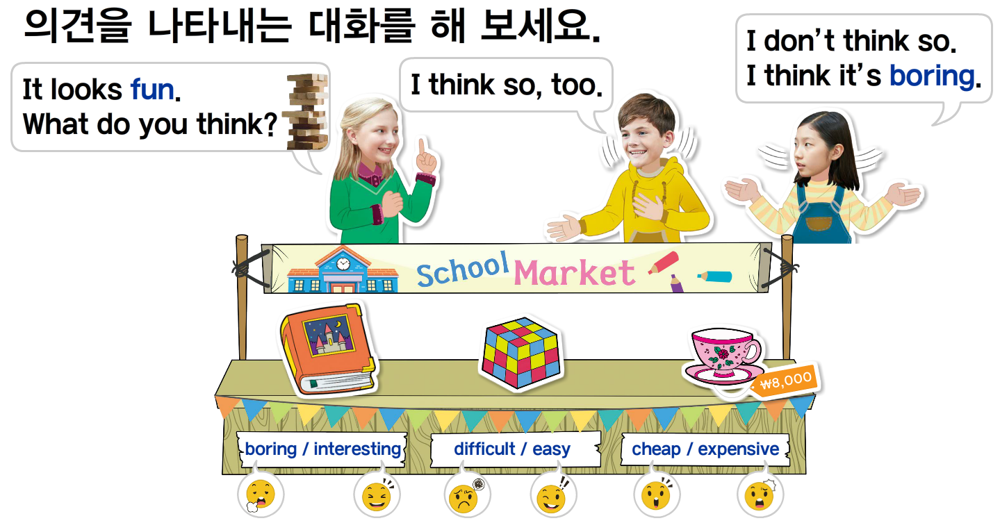 의견을 나타내는 대화를 해 보세요.
It looks fun.
What do you think?
I think so, too.
I don't think so.
I think it's boring.
School Market
₩8,000
boring / interesting
difficult / easy
cheap / expensive